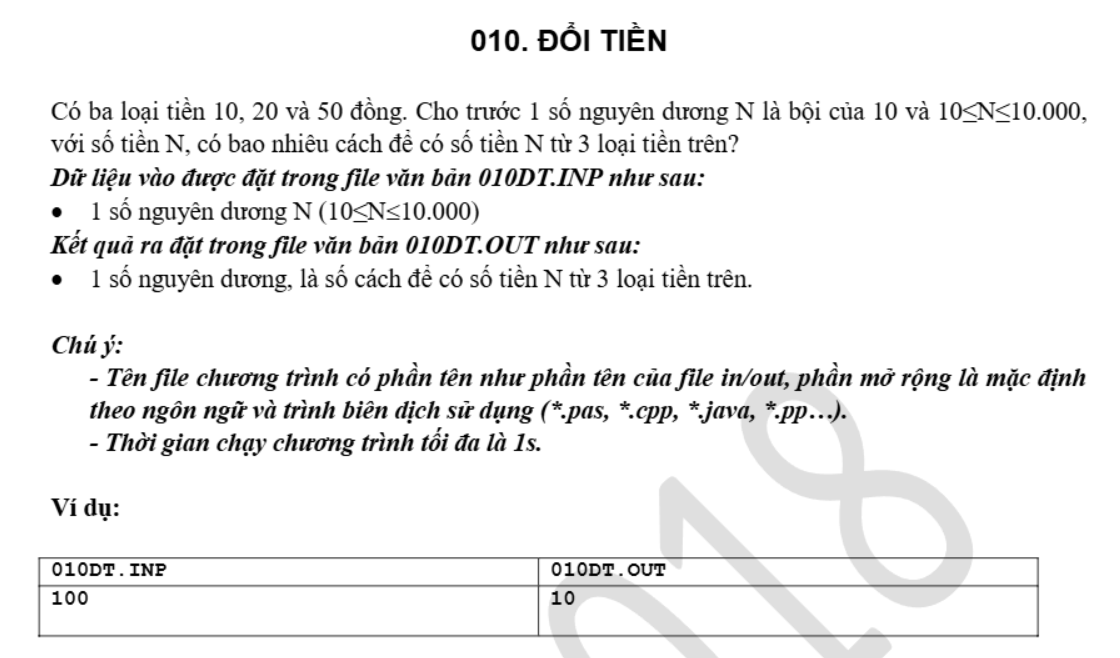 010. ĐỔI TIỀN
Có ba loại tiền 10, 20 và 50 đồng. Cho trước 1 số nguyên dương N là bội của 10 và 10≤N≤10.000,
với số tiền N, có bao nhiêu cách để có số tiền N từ 3 loại tiền trên?
Dữ liệu vào được đặt trong file văn bản 010DT.INP như sau:
• 1 số nguyên dương N (10≤N≤10.000)
Kết quả ra đặt trong file văn bản 010DT.OUT như sau:
• 1 số nguyên dương, là số cách để có số tiền N từ 3 loại tiền trên.
Chú ý:
- Tên file chương trình có phần tên như phần tên của file in/out, phần mở rộng là mặc định
theo ngôn ngữ và trình biên dịch sử dụng (*.pas, *.cpp, *.java, *.pp…).
- Thời gian chạy chương trình tối đa là 1s.
Ví dụ:
010DT.INP 010DT.OUT
100 10